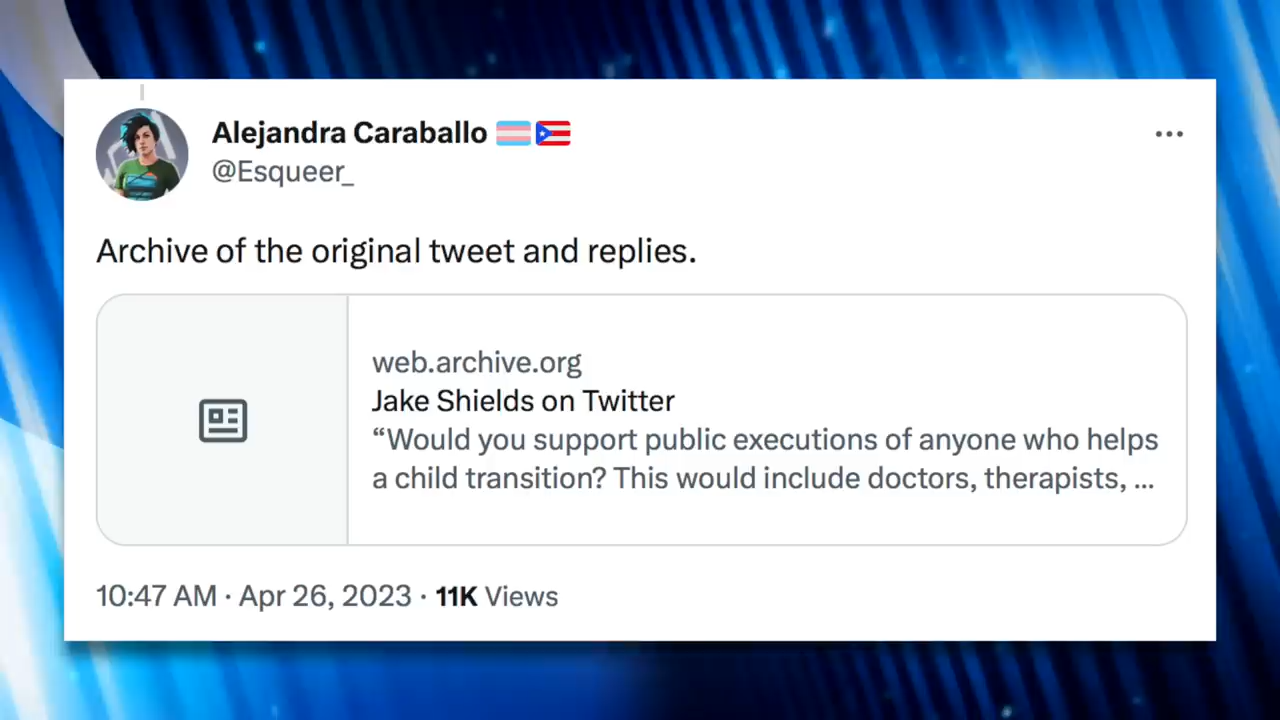 Alejandra Caraballo
@Esqueer_
Archive of the original tweet and replies.
web.archive.org
Jake Shields on Twitter
“Would you support public executions of anyone who helps
a child transition? This would include doctors, therapists, ...
10:47 AM · Apr 26, 2023 · 11K Views